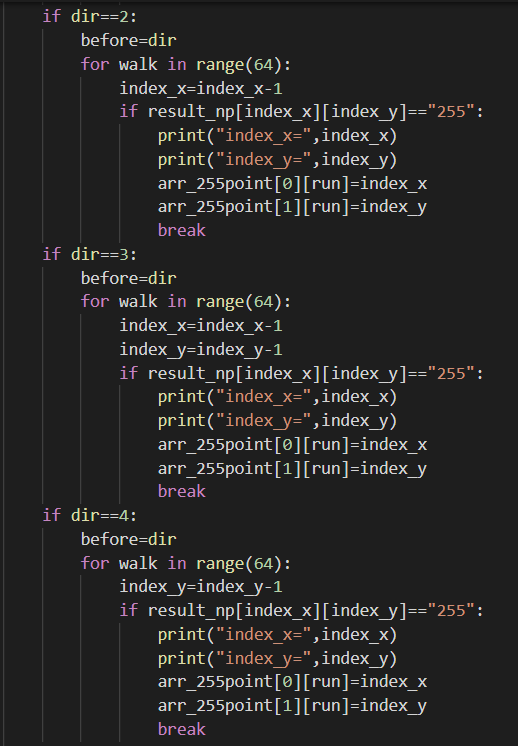 if dir==2:
before=dir
for walk in range(64):
index_x=index_x-1
if result_np[index_x][index_y]=="255":
print("index_x=",index_x)
print("index_y=",index_y)
arr_255point[0][run]=index_x
arr_255point[1][run]=index_y
break
if dir==3:
before=dir
for walk in range(64):
index_x=index_x-1
index_y=index_y-1
if result_np[index_x][index_y]=="255":
print("index_x=",index_x)
print("index_y=",index_y)
arr_255point[0][run]=index_x
arr_255point[1][run]=index_y
break
if dir==4:
before=dir
for walk in range(64):
index_y=index_y-1
if result_np[index_x][index_y]=="255":
print("index_x=",index_x)
print("index_y=",index_y)
arr_255point[0][run]=index_x
arr_255point[1][run]=index_y
break